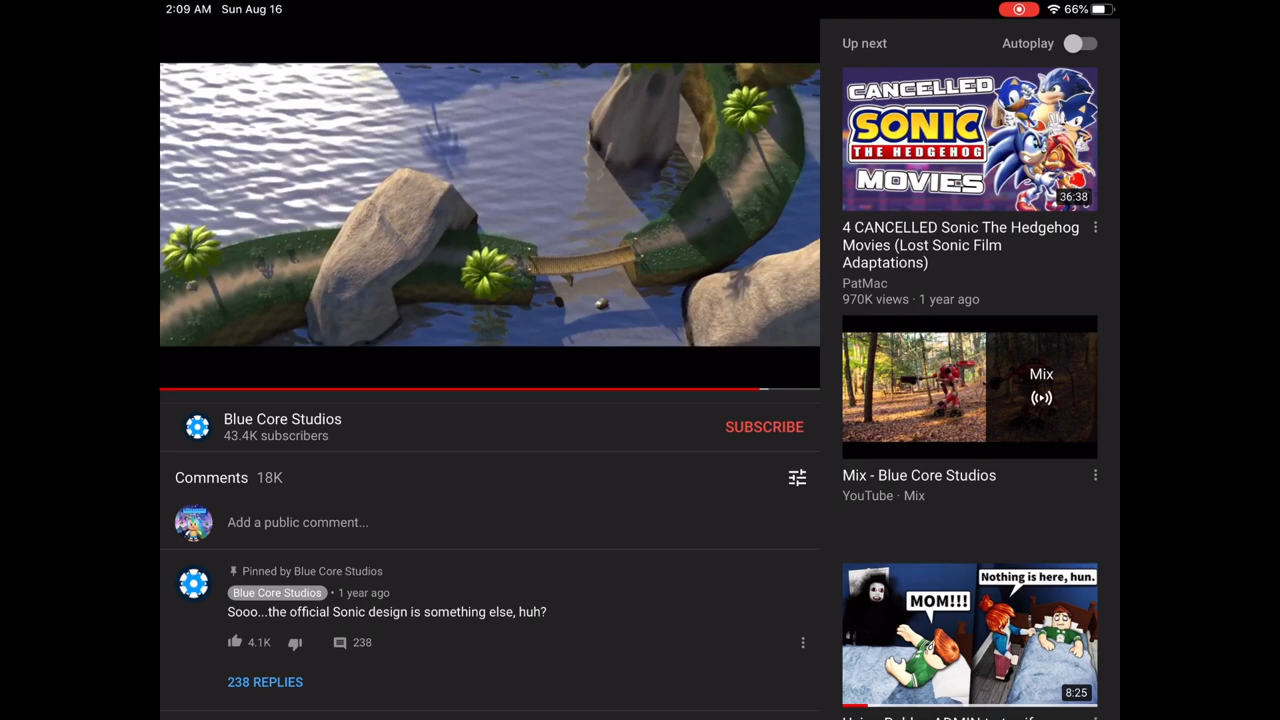 2:09 AM Sun Aug 16
66%
Blue Core Studios
43.4K subscribers
SUBSCRIBE
Comments 18K
Add a public comment...
Pinned by Blue Core Studios
Blue Core Studios • 1 year ago
Sooo...the official Sonic design is something else, huh?
4.1K
238
238 REPLIES
Up next
Autoplay
CANCELLED
SONIC
THE HEDGEHOG
MOVIES
36:38
4 CANCELLED Sonic The Hedgehog
Movies (Lost Sonic Film
Adaptations)
PatMac
970K views · 1 year ago
Mix
Mix - Blue Core Studios
YouTube · Mix
Nothing is here, hun.
MOM!!!
8:25